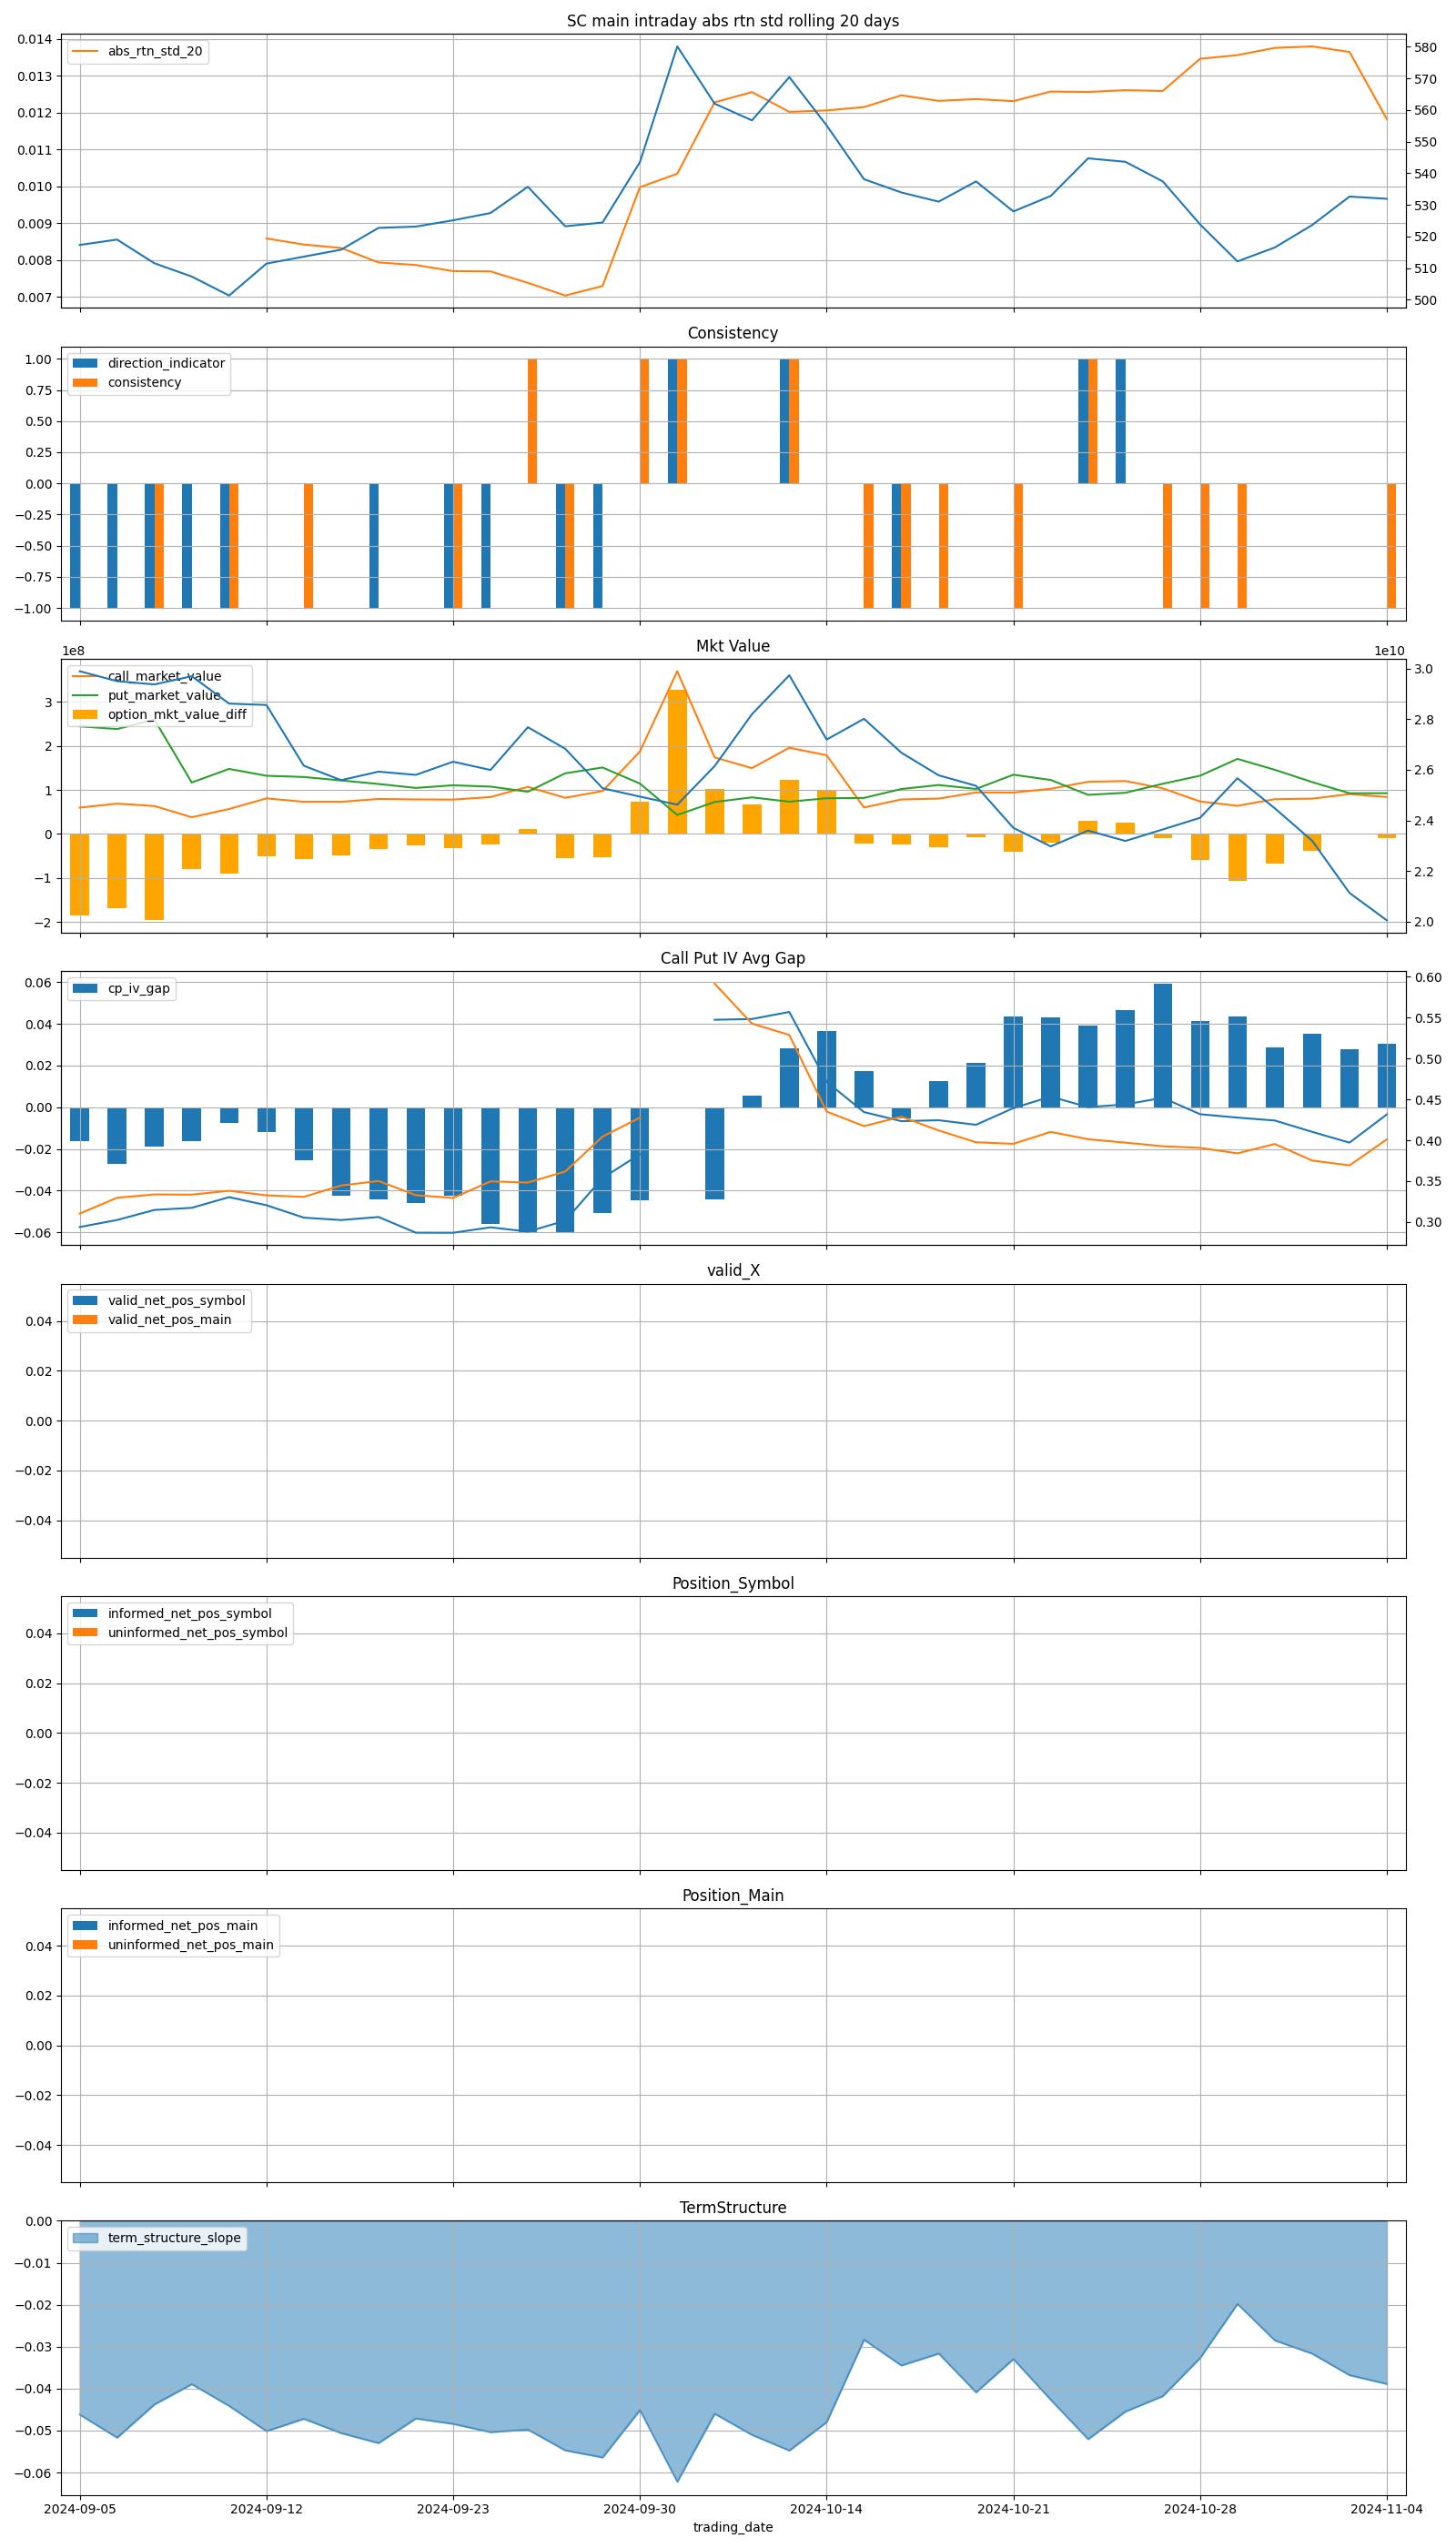 SC main intraday abs rtn std rolling 20 days
abs_rtn_std_20
0.014
0.013
0.012
0.011
0.010
0.009
0.008
0.007
580
570
560
550
540
530
520
510
500
Consistency
direction_indicator
consistency
1.00
0.75
0.50
0.25
0.00
−0.25
−0.50
−0.75
−1.00
Mkt Value
1e8
1e10
call_market_value
put_market_value
option_mkt_value_diff
3
2
1
0
−1
−2
3.0
2.8
2.6
2.4
2.2
2.0
Call Put IV Avg Gap
cp_iv_gap
0.06
0.04
0.02
0.00
−0.02
−0.04
−0.06
0.60
0.55
0.50
0.45
0.40
0.35
0.30
valid_X
valid_net_pos_symbol
valid_net_pos_main
0.04
0.02
0.00
−0.02
−0.04
Position_Symbol
informed_net_pos_symbol
uninformed_net_pos_symbol
0.04
0.02
0.00
−0.02
−0.04
Position_Main
informed_net_pos_main
uninformed_net_pos_main
0.04
0.02
0.00
−0.02
−0.04
TermStructure
term_structure_slope
0.00
−0.01
−0.02
−0.03
−0.04
−0.05
−0.06
2024-09-05 2024-09-12 2024-09-23 2024-09-30 2024-10-14 2024-10-21 2024-10-28 2024-11-04
trading_date